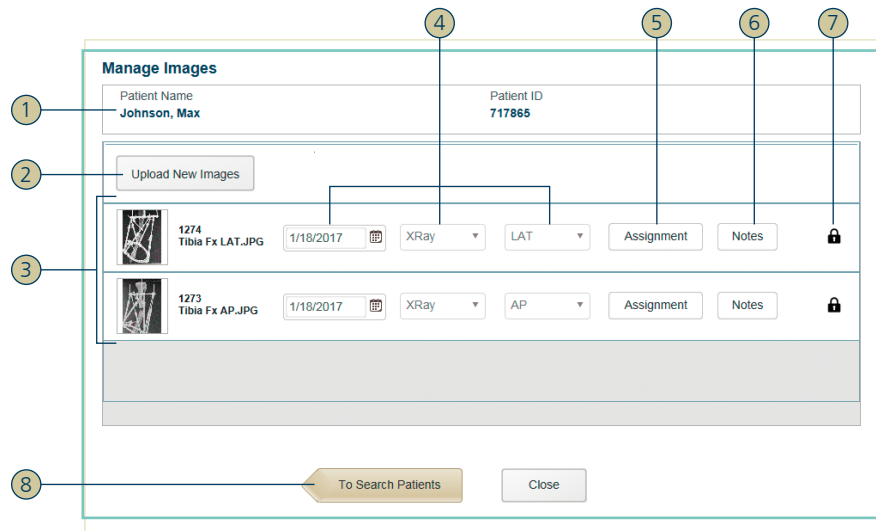 4
5
6
7
Manage Images
1
Patient Name
Patient ID
Johnson, Max
717865
2
Upload New Images
3
1274
Tibia Fx LAT.JPG
1/18/2017
XRay
LAT
Assignment
Notes
1273
Tibia Fx AP.JPG
1/18/2017
XRay
AP
Assignment
Notes
8
To Search Patients
Close